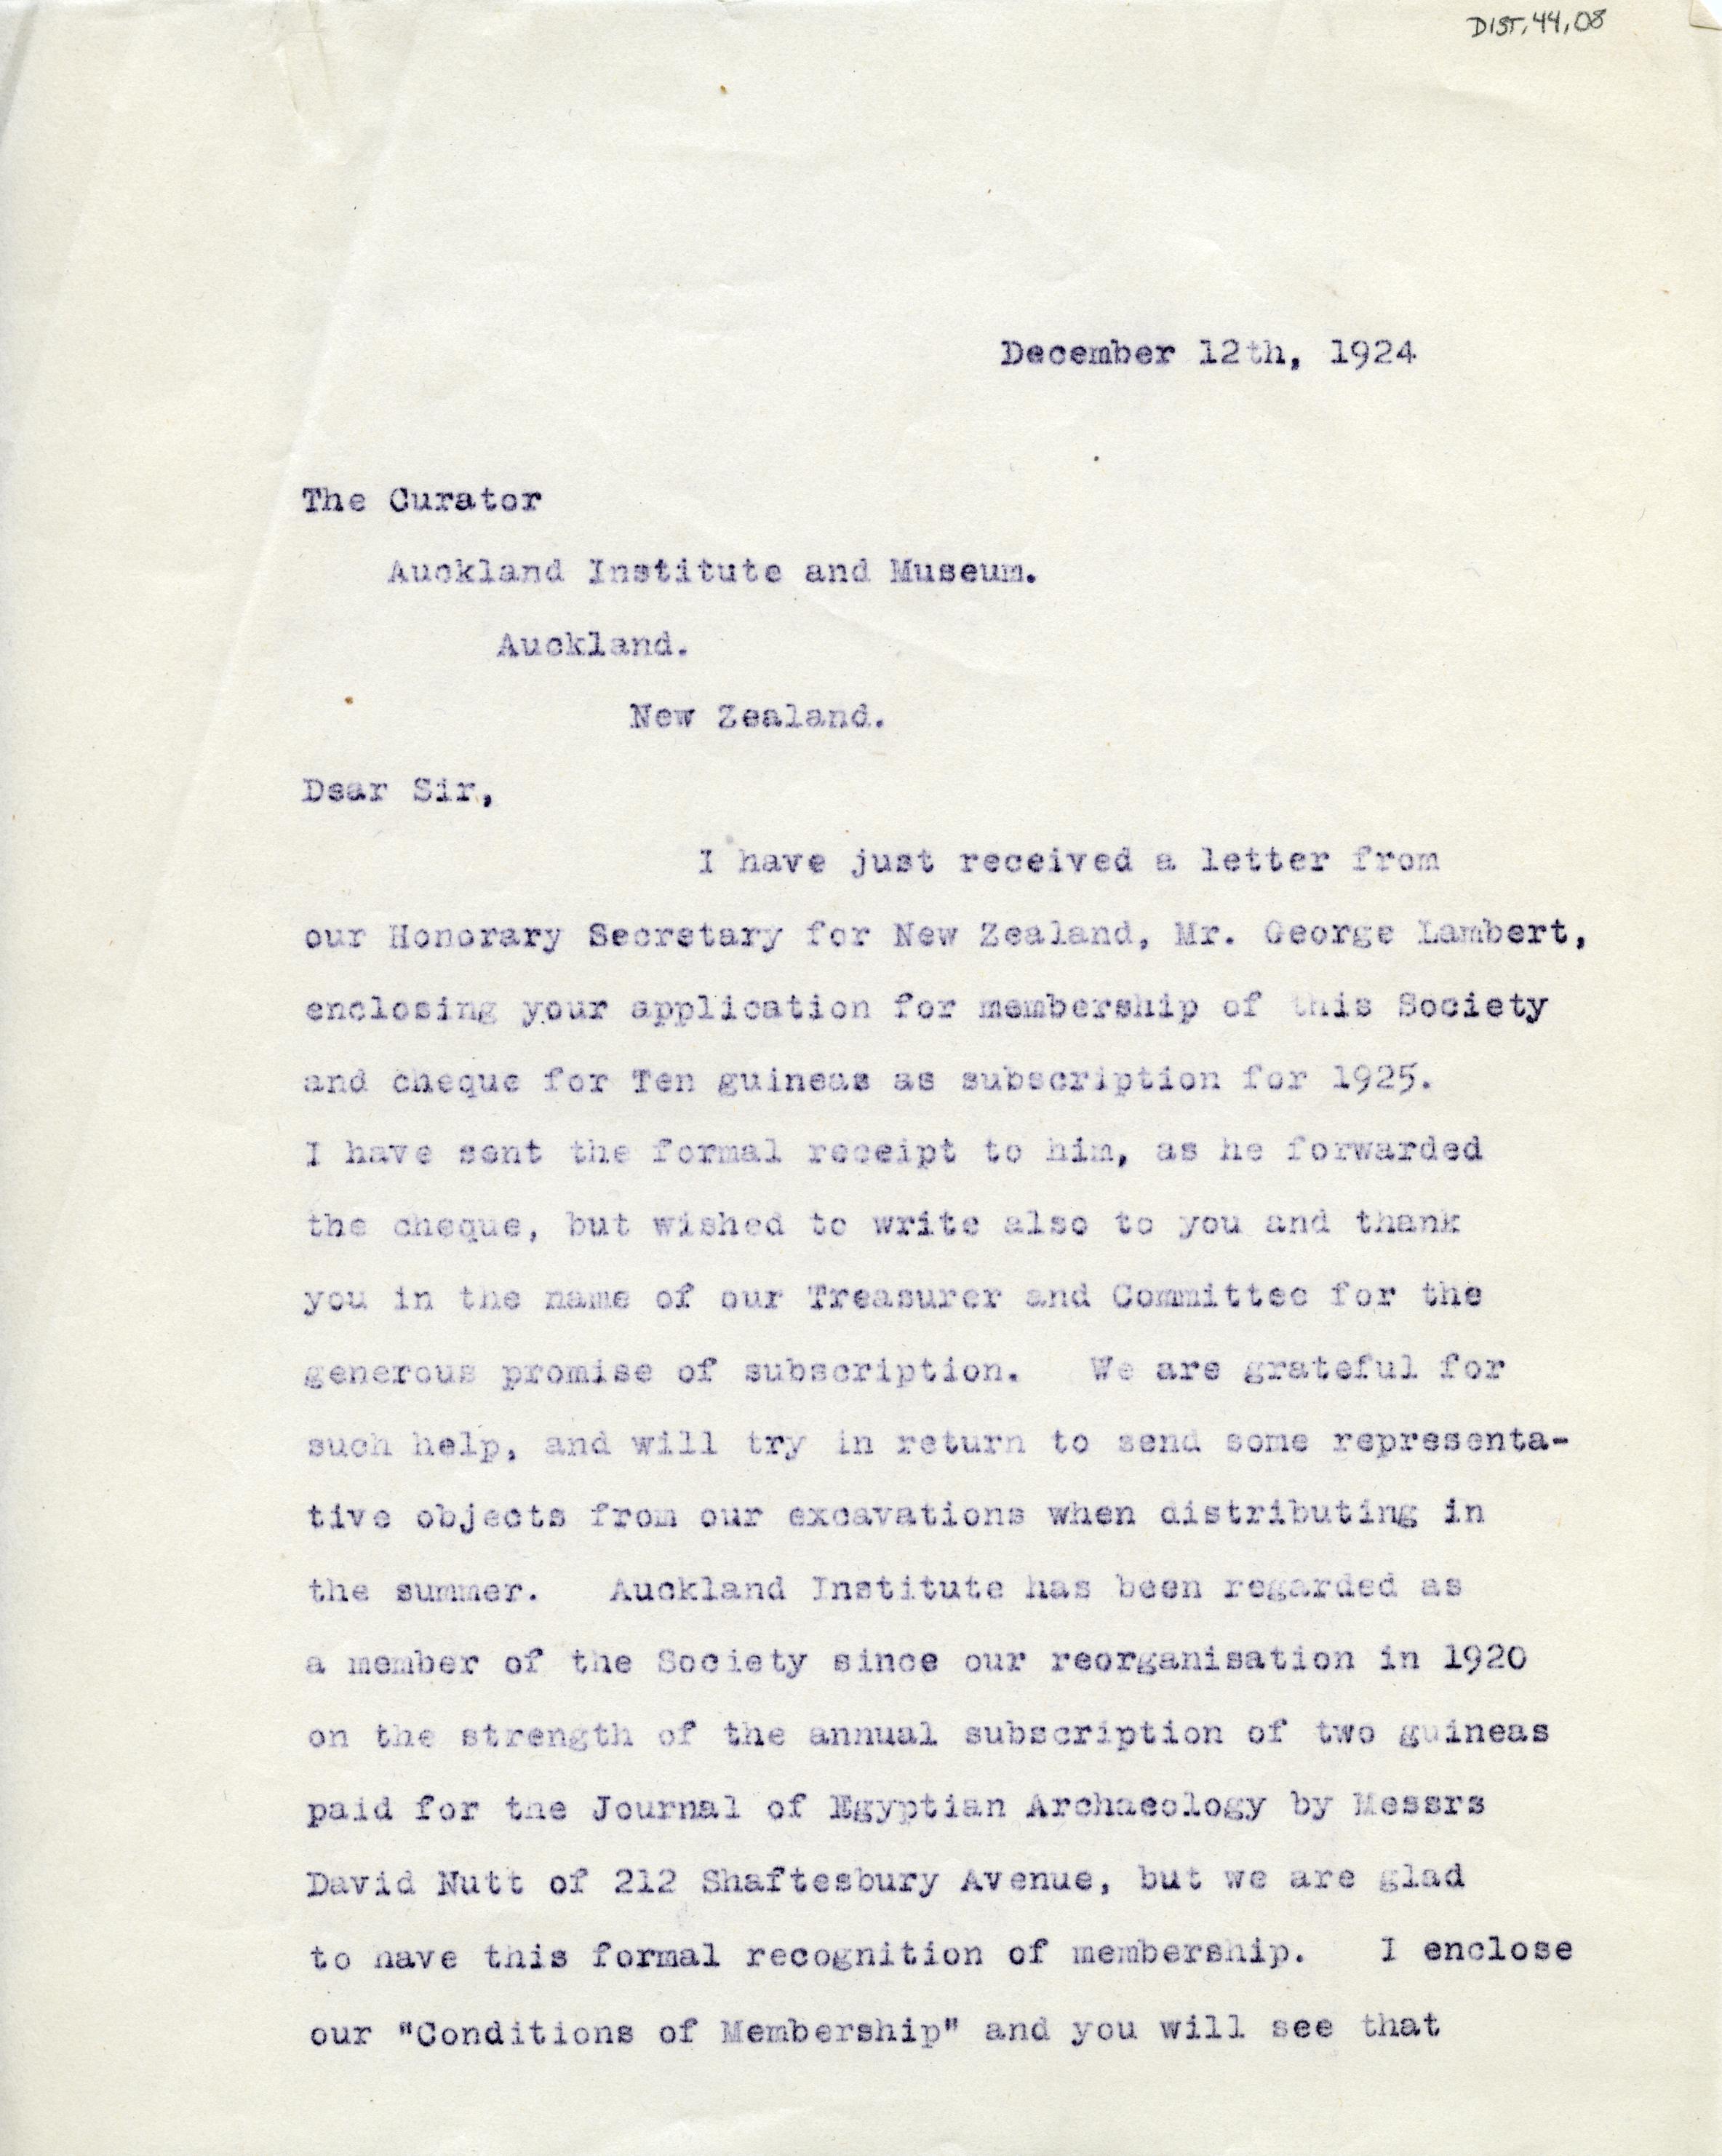 DIST,44,08
December 12th, 1924
The Curator
Auckland Institute and Museum.
Auckland.
New Zealand.
Dear Sir,
I have just received a letter from
our Honorary Secretary for New Zealand, Mr. George Lambert,
enclosing your application for membership of this Society
and cheque for Ten guineas as subscription for 1925.
I have sent the formal receipt to him, as he forwarded
the cheque, but wished to write also to you and thank
you in the name of our Treasurer and Committee for the
generous promise of subscription. We are grateful for
such help, and will try in return to send some representa-
tive objects from our excavations when distributing in
the summer. Auckland Institute has been regarded as
a member of the Society since our reorganisation in 1920
on the strength of the annual subscription of two guineas
paid for the Journal of Egyptian Archaeology by Messrs
David Nutt of 212 Shaftesbury Avenue, but we are glad
to have this formal recognition of membership. I enclose
our "Conditions of Membership" and you will see that